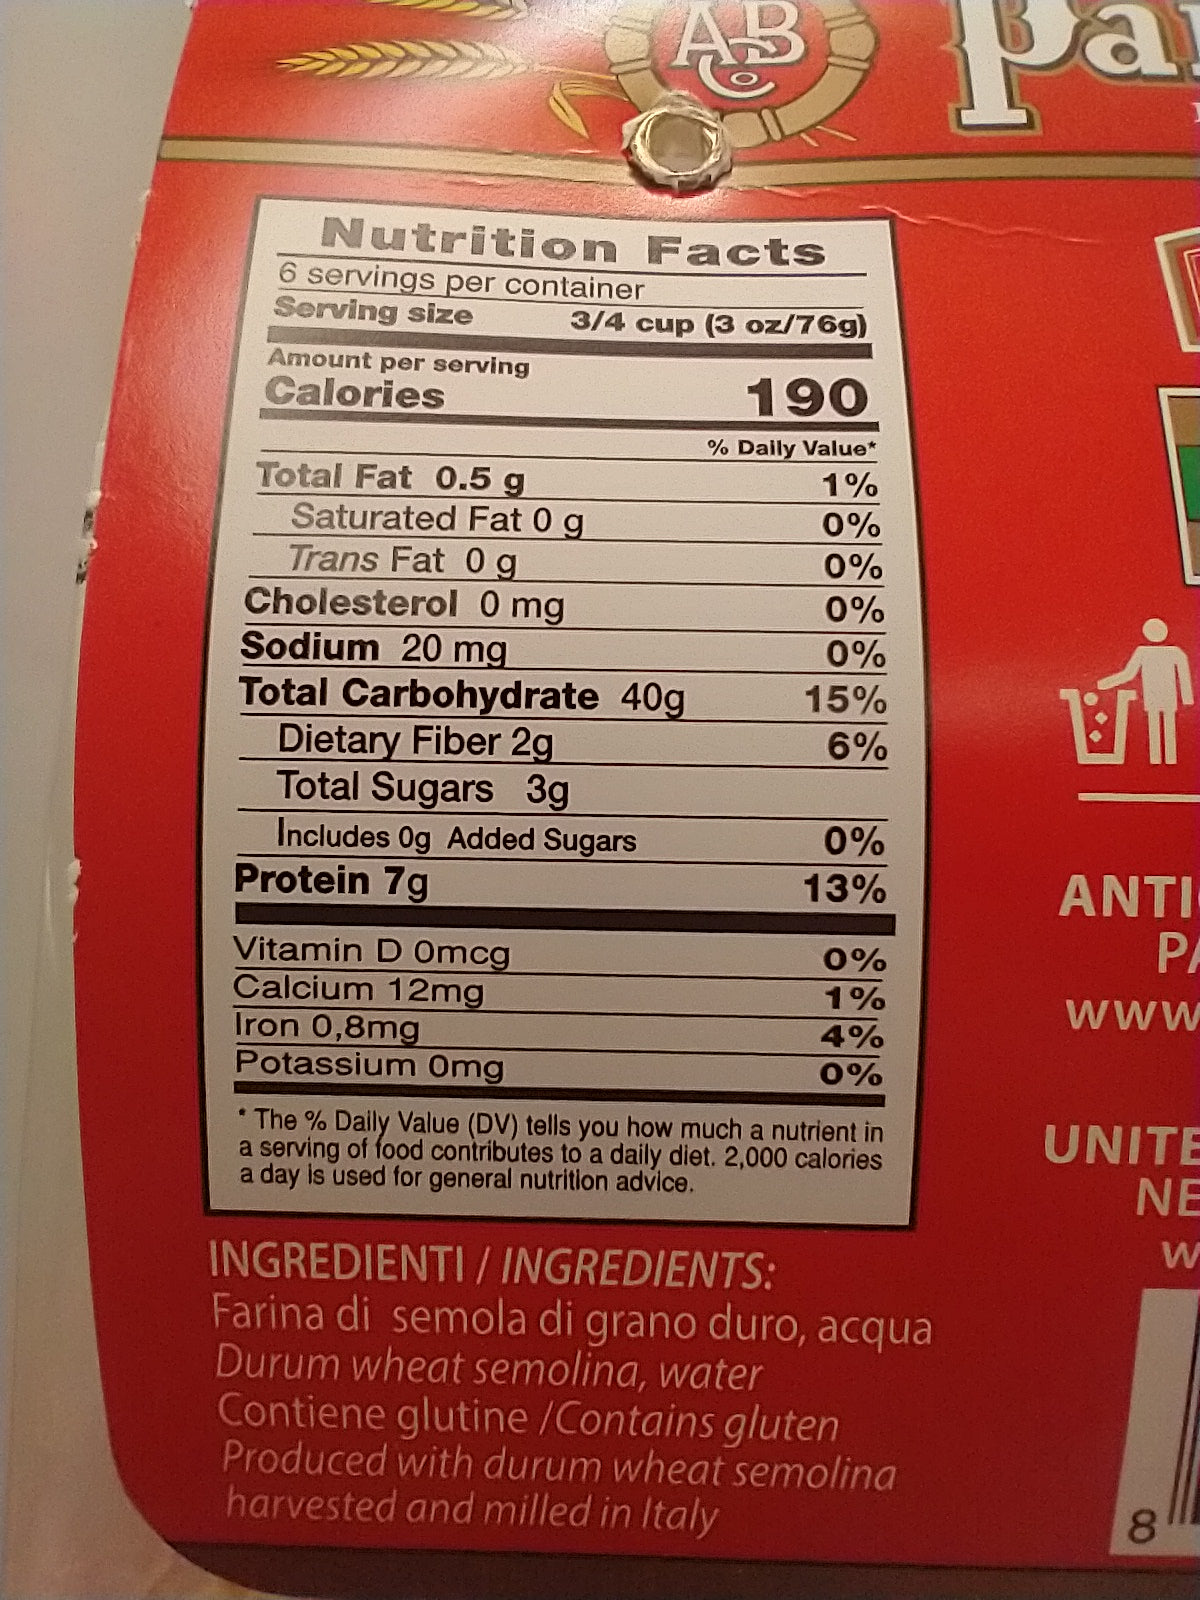 ABCo
Nutrition Facts
6 servings per container
Serving size 3/4 cup (3 oz/76g)
Amount per serving
Calories 190
% Daily Value*
Total Fat 0.5 g 1%
Saturated Fat 0 g 0%
Trans Fat 0 g 0%
Cholesterol 0 mg 0%
Sodium 20 mg 0%
Total Carbohydrate 40g 15%
Dietary Fiber 2g 6%
Total Sugars 3g
Includes 0g Added Sugars 0%
Protein 7g 13%
Vitamin D 0mcg 0%
Calcium 12mg 1%
Iron 0,8mg 4%
Potassium 0mg 0%
* The % Daily Value (DV) tells you how much a nutrient in
a serving of food contributes to a daily diet. 2,000 calories
a day is used for general nutrition advice.
INGREDIENTI / INGREDIENTS:
Farina di semola di grano duro, acqua
Durum wheat semolina, water
Contiene glutine /Contains gluten
Produced with durum wheat semolina
harvested and milled in Italy
ANTI
www
UNITE
NE
8